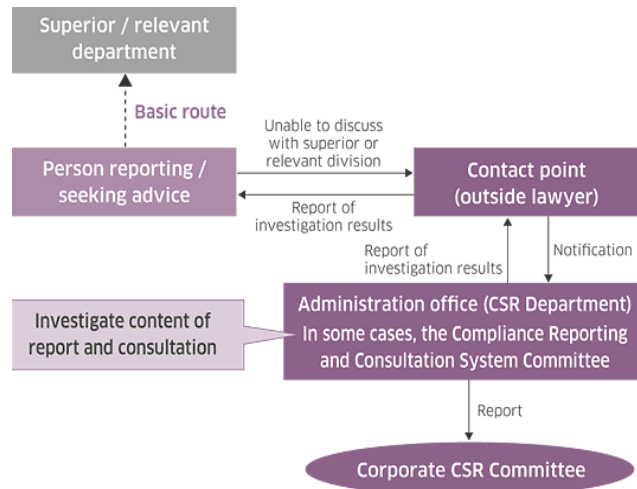 Superior / relevant
department
Basic route
Unable to discuss
with superior or
relevant division
Person reporting /
seeking advice
Contact point
(outside lawyer)
Report of
investigation results
Report of
investigation results
Notification
Investigate content of
report and consultation
Administration office (CSR Department)
In some cases, the Compliance Reporting
and Consultation System Committee
Report
Corporate CSR Committee